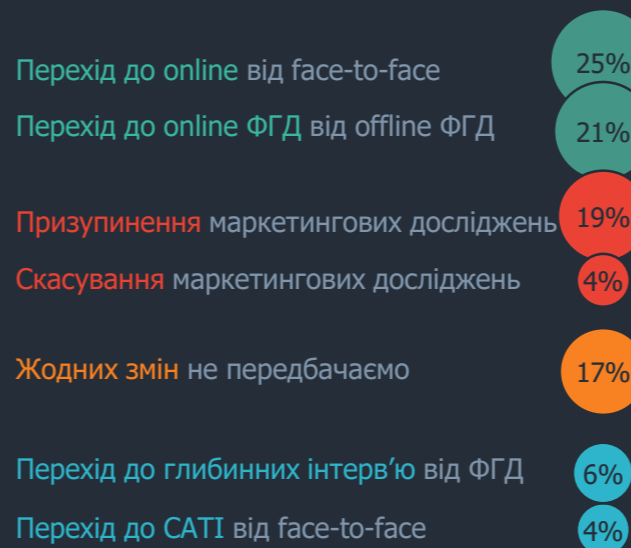 Перехід до online від face-to-face 25%
Перехід до online ФГД від offline ФГД 21%
Призупинення маркетингових досліджень 19%
Скасування маркетингових досліджень 4%
Жодних змін не передбачаємо 17%
Перехід до глибинних інтерв’ю від ФГД 6%
Перехід до CATI від face-to-face 4%